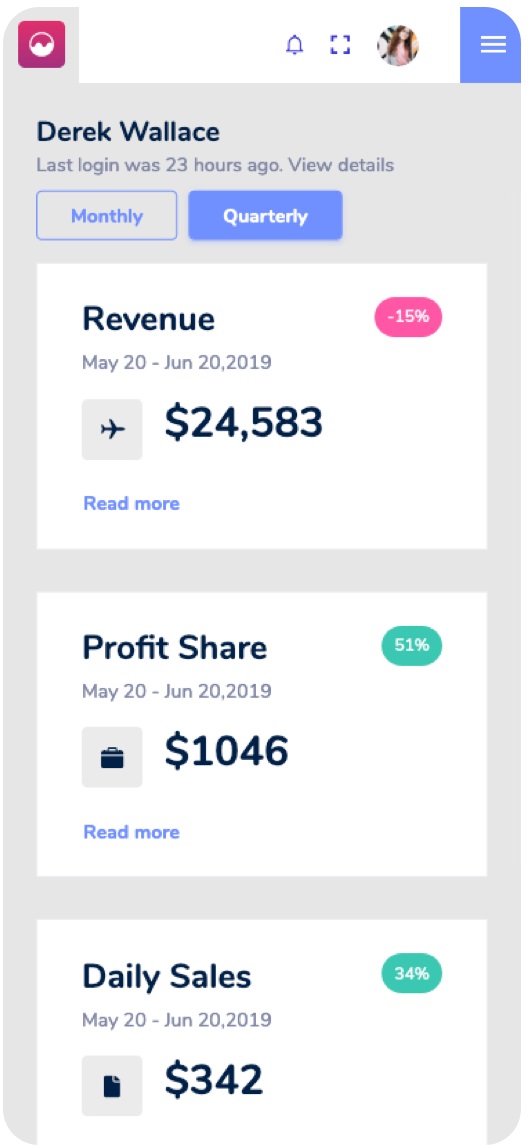 Derek Wallace
Last login was 23 hours ago. View details
Monthly Quarterly
Revenue -15%
May 20 - Jun 20,2019
$24,583
Read more
Profit Share 51%
May 20 - Jun 20,2019
$1046
Read more
Daily Sales 34%
May 20 - Jun 20,2019
$342